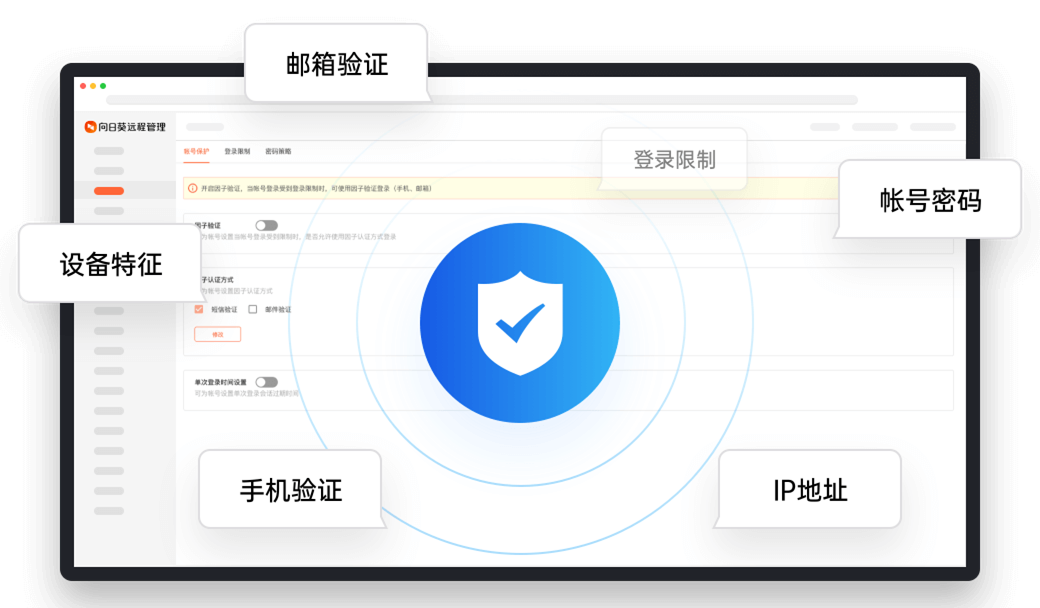 邮箱验证
向日葵远程管理
帐号保护 登录限制 密码策略
登录限制
开启因子验证，当帐号登录受到登录限制时，可使用因子验证登录（手机、邮箱）
帐号密码
因子验证
可为帐号设置当帐号登录受到限制时，是否允许使用因子认证方式登录
设备特征
子认证方式
为帐号设置因子认证方式
短信验证 邮件验证
修改
单次登录时间设置
可为帐号设置单次登录会话过期时间
手机验证
IP地址